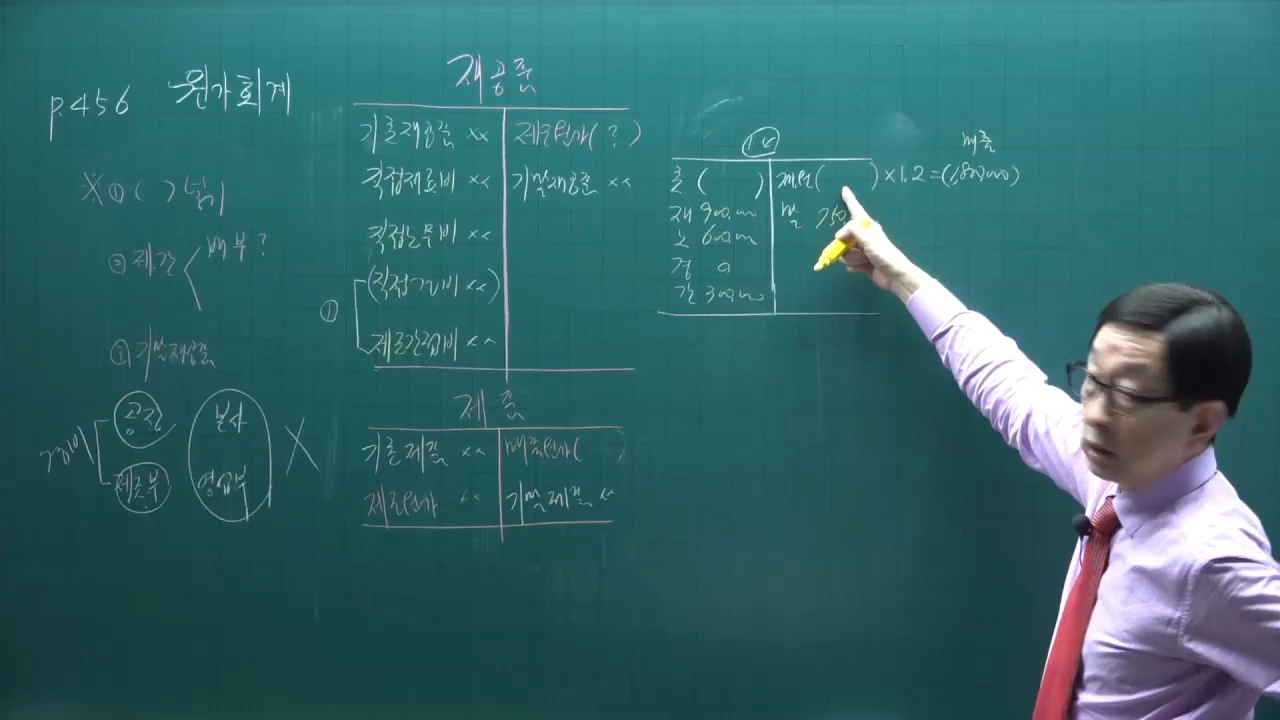 p.456 원가회계
재공품
기초재공품 ×× 제조원가(?)
직접재료비 ×× 기말재공품 ××
직접노무비 ××
(직접경비 ××)
① 제조간접비 ××
※ ①
② 제간 배부?
기말재공품
경비 공장 본사 ×
제조부 영업부
제품
기초제품 ×× 매출원가( )
제조원가 ×× 기말제품 ××
매출
초 ( ) 제.원( ) ×1.2=(1,800,000)
재 900,000 말 750
노 600,000
경 0
간 300,000